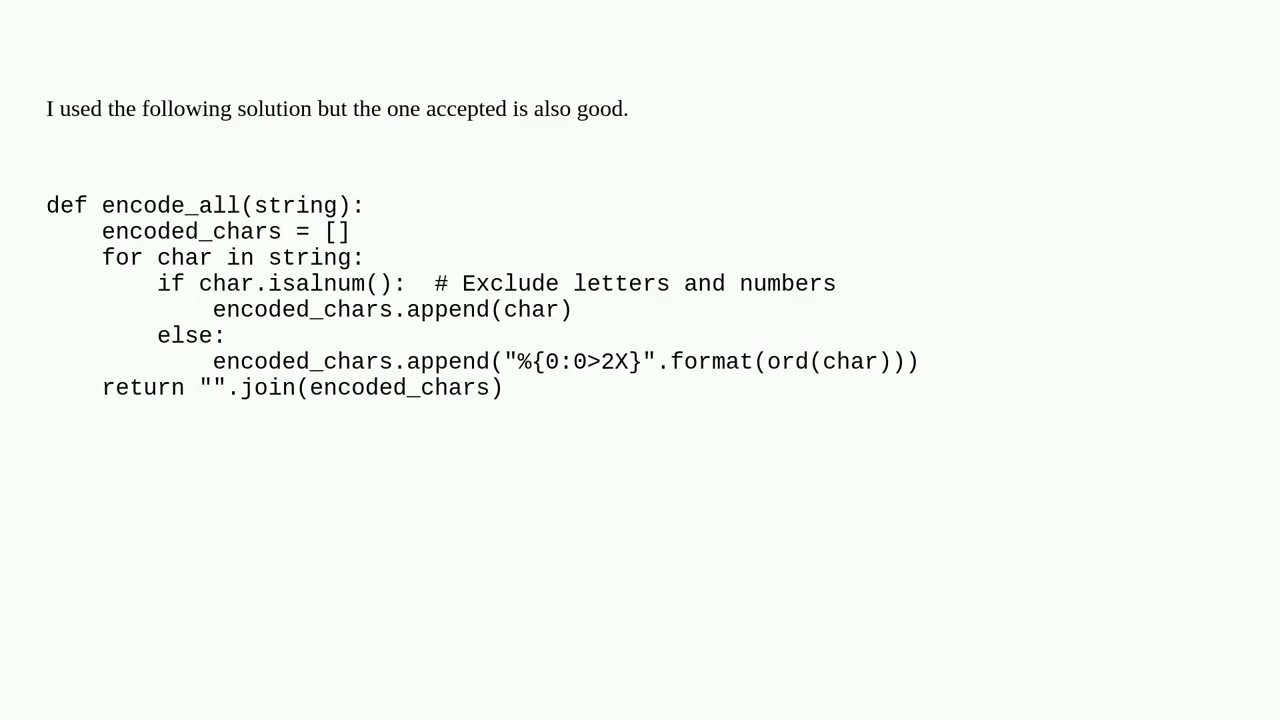 I used the following solution but the one accepted is also good.
def encode_all(string):
    encoded_chars = []
    for char in string:
        if char.isalnum():  # Exclude letters and numbers
            encoded_chars.append(char)
        else:
            encoded_chars.append("%{0:0>2X}".format(ord(char)))
    return "".join(encoded_chars)